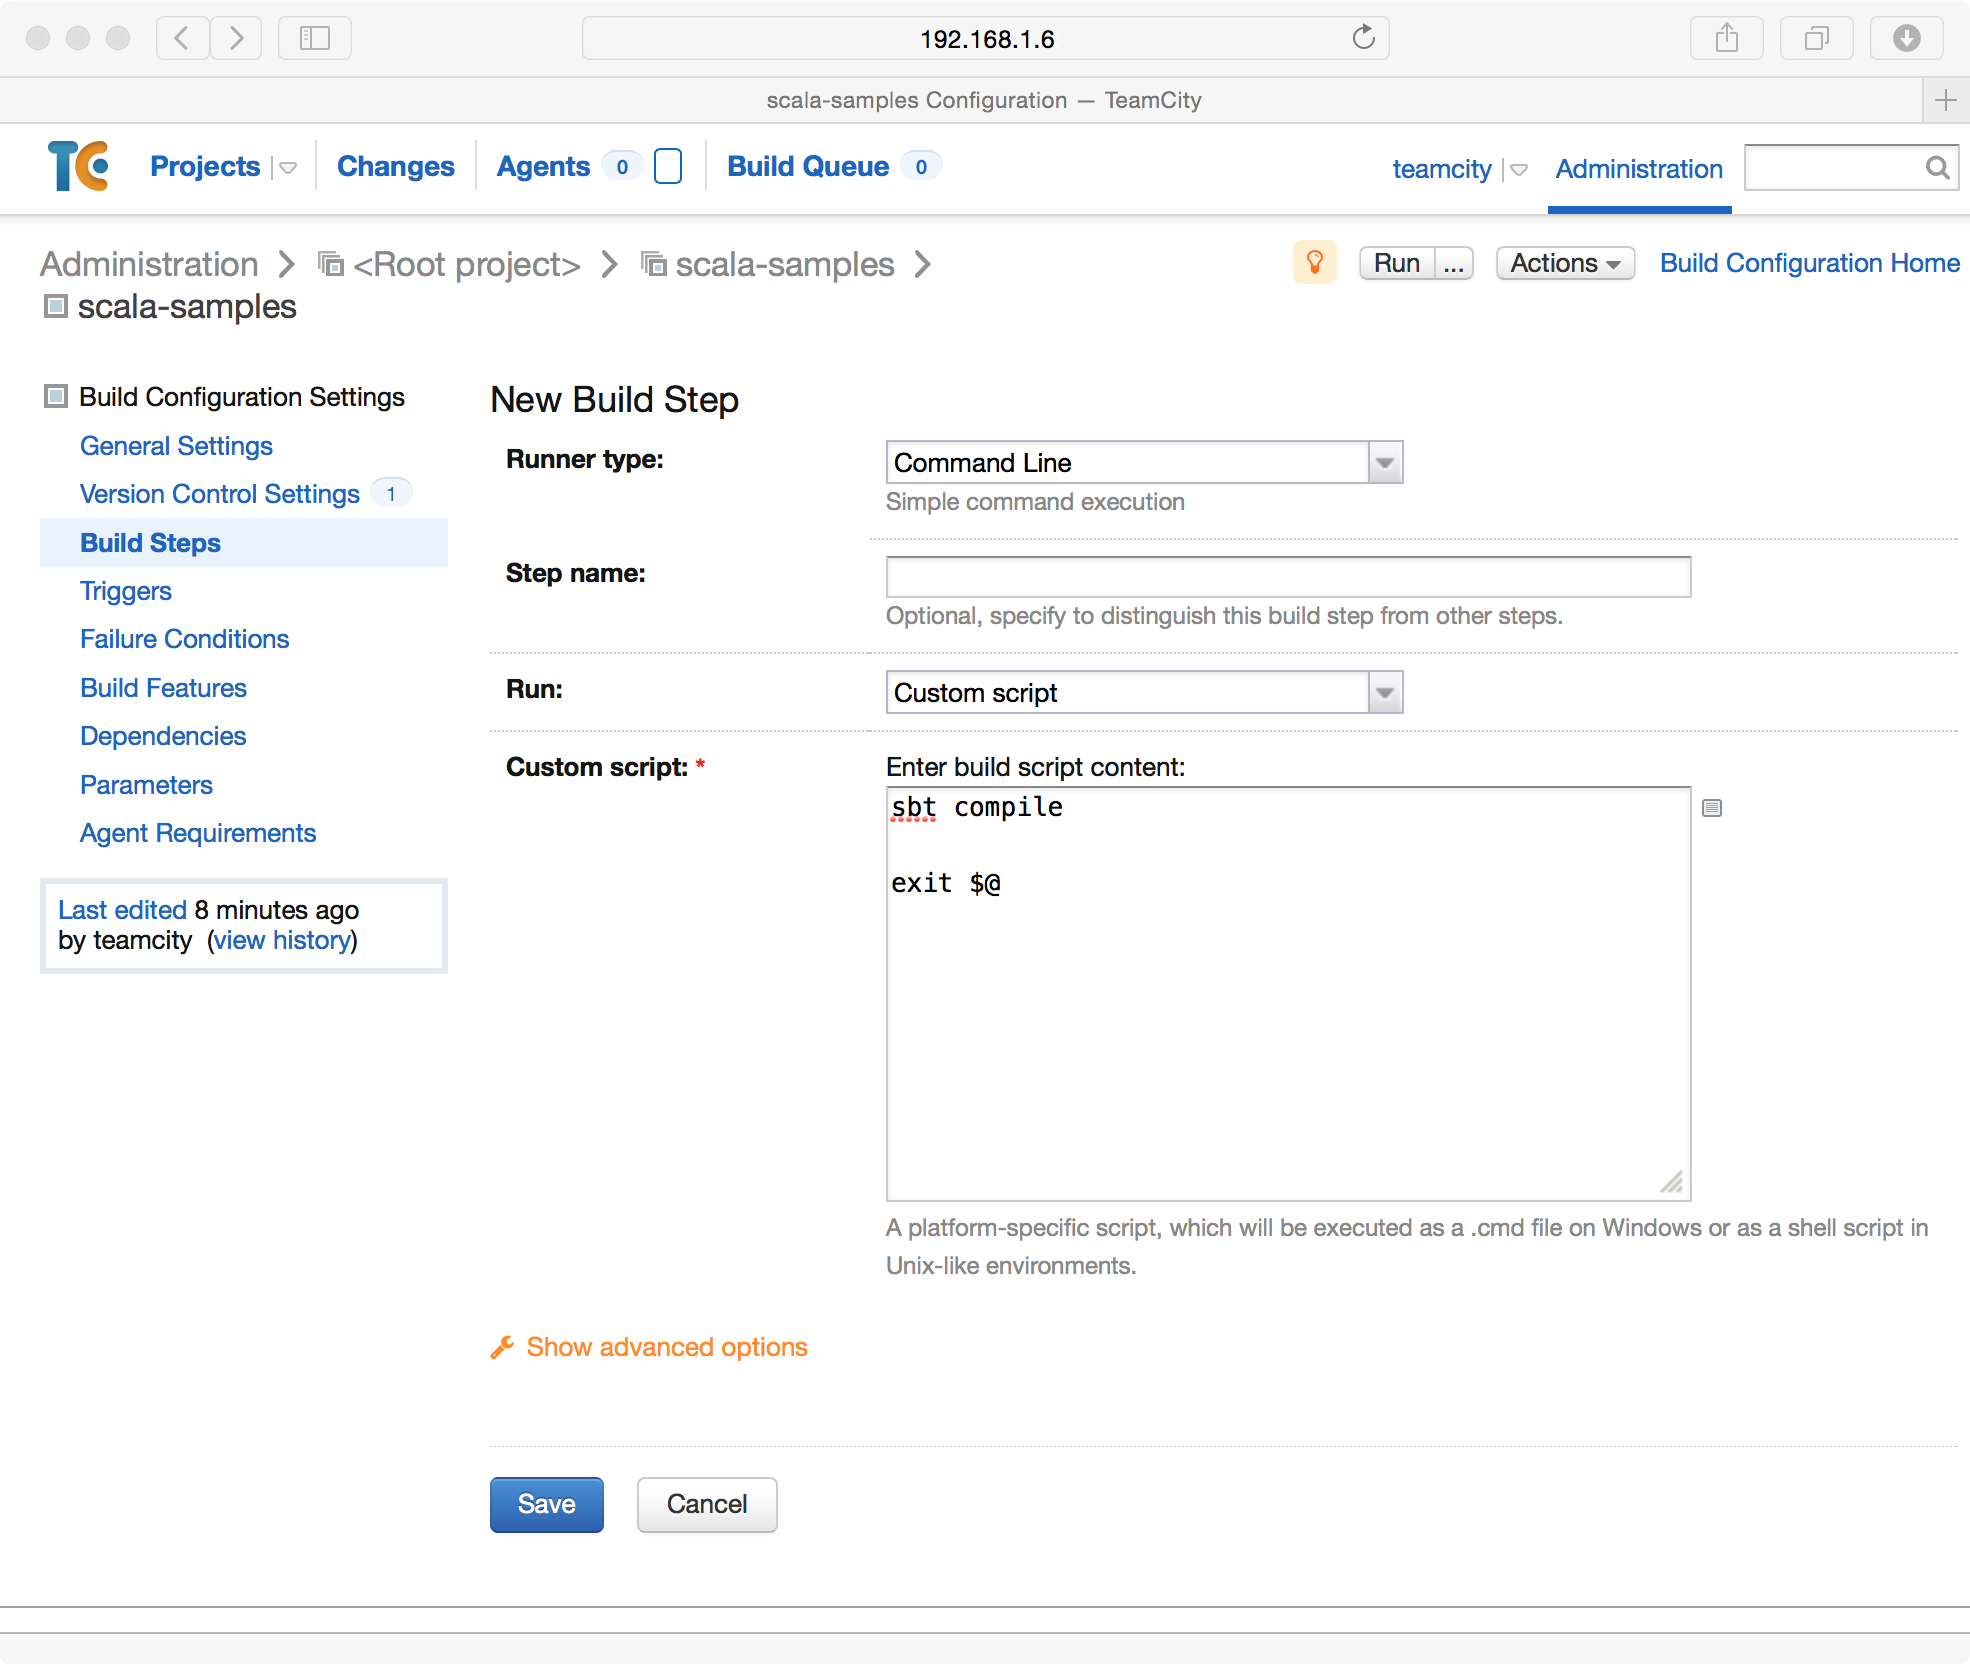 192.168.1.6
scala-samples Configuration — TeamCity
TC Projects Changes Agents 0 Build Queue 0 teamcity Administration
Administration <Root project> scala-samples
scala-samples
Run ... Actions Build Configuration Home
Build Configuration Settings
General Settings
Version Control Settings 1
Build Steps
Triggers
Failure Conditions
Build Features
Dependencies
Parameters
Agent Requirements
Last edited 8 minutes ago
by teamcity (view history)
New Build Step
Runner type: Command Line
Simple command execution
Step name:
Optional, specify to distinguish this build step from other steps.
Run: Custom script
Custom script: * Enter build script content:
sbt compile
exit $@
A platform-specific script, which will be executed as a .cmd file on Windows or as a shell script in
Unix-like environments.
Show advanced options
Save Cancel